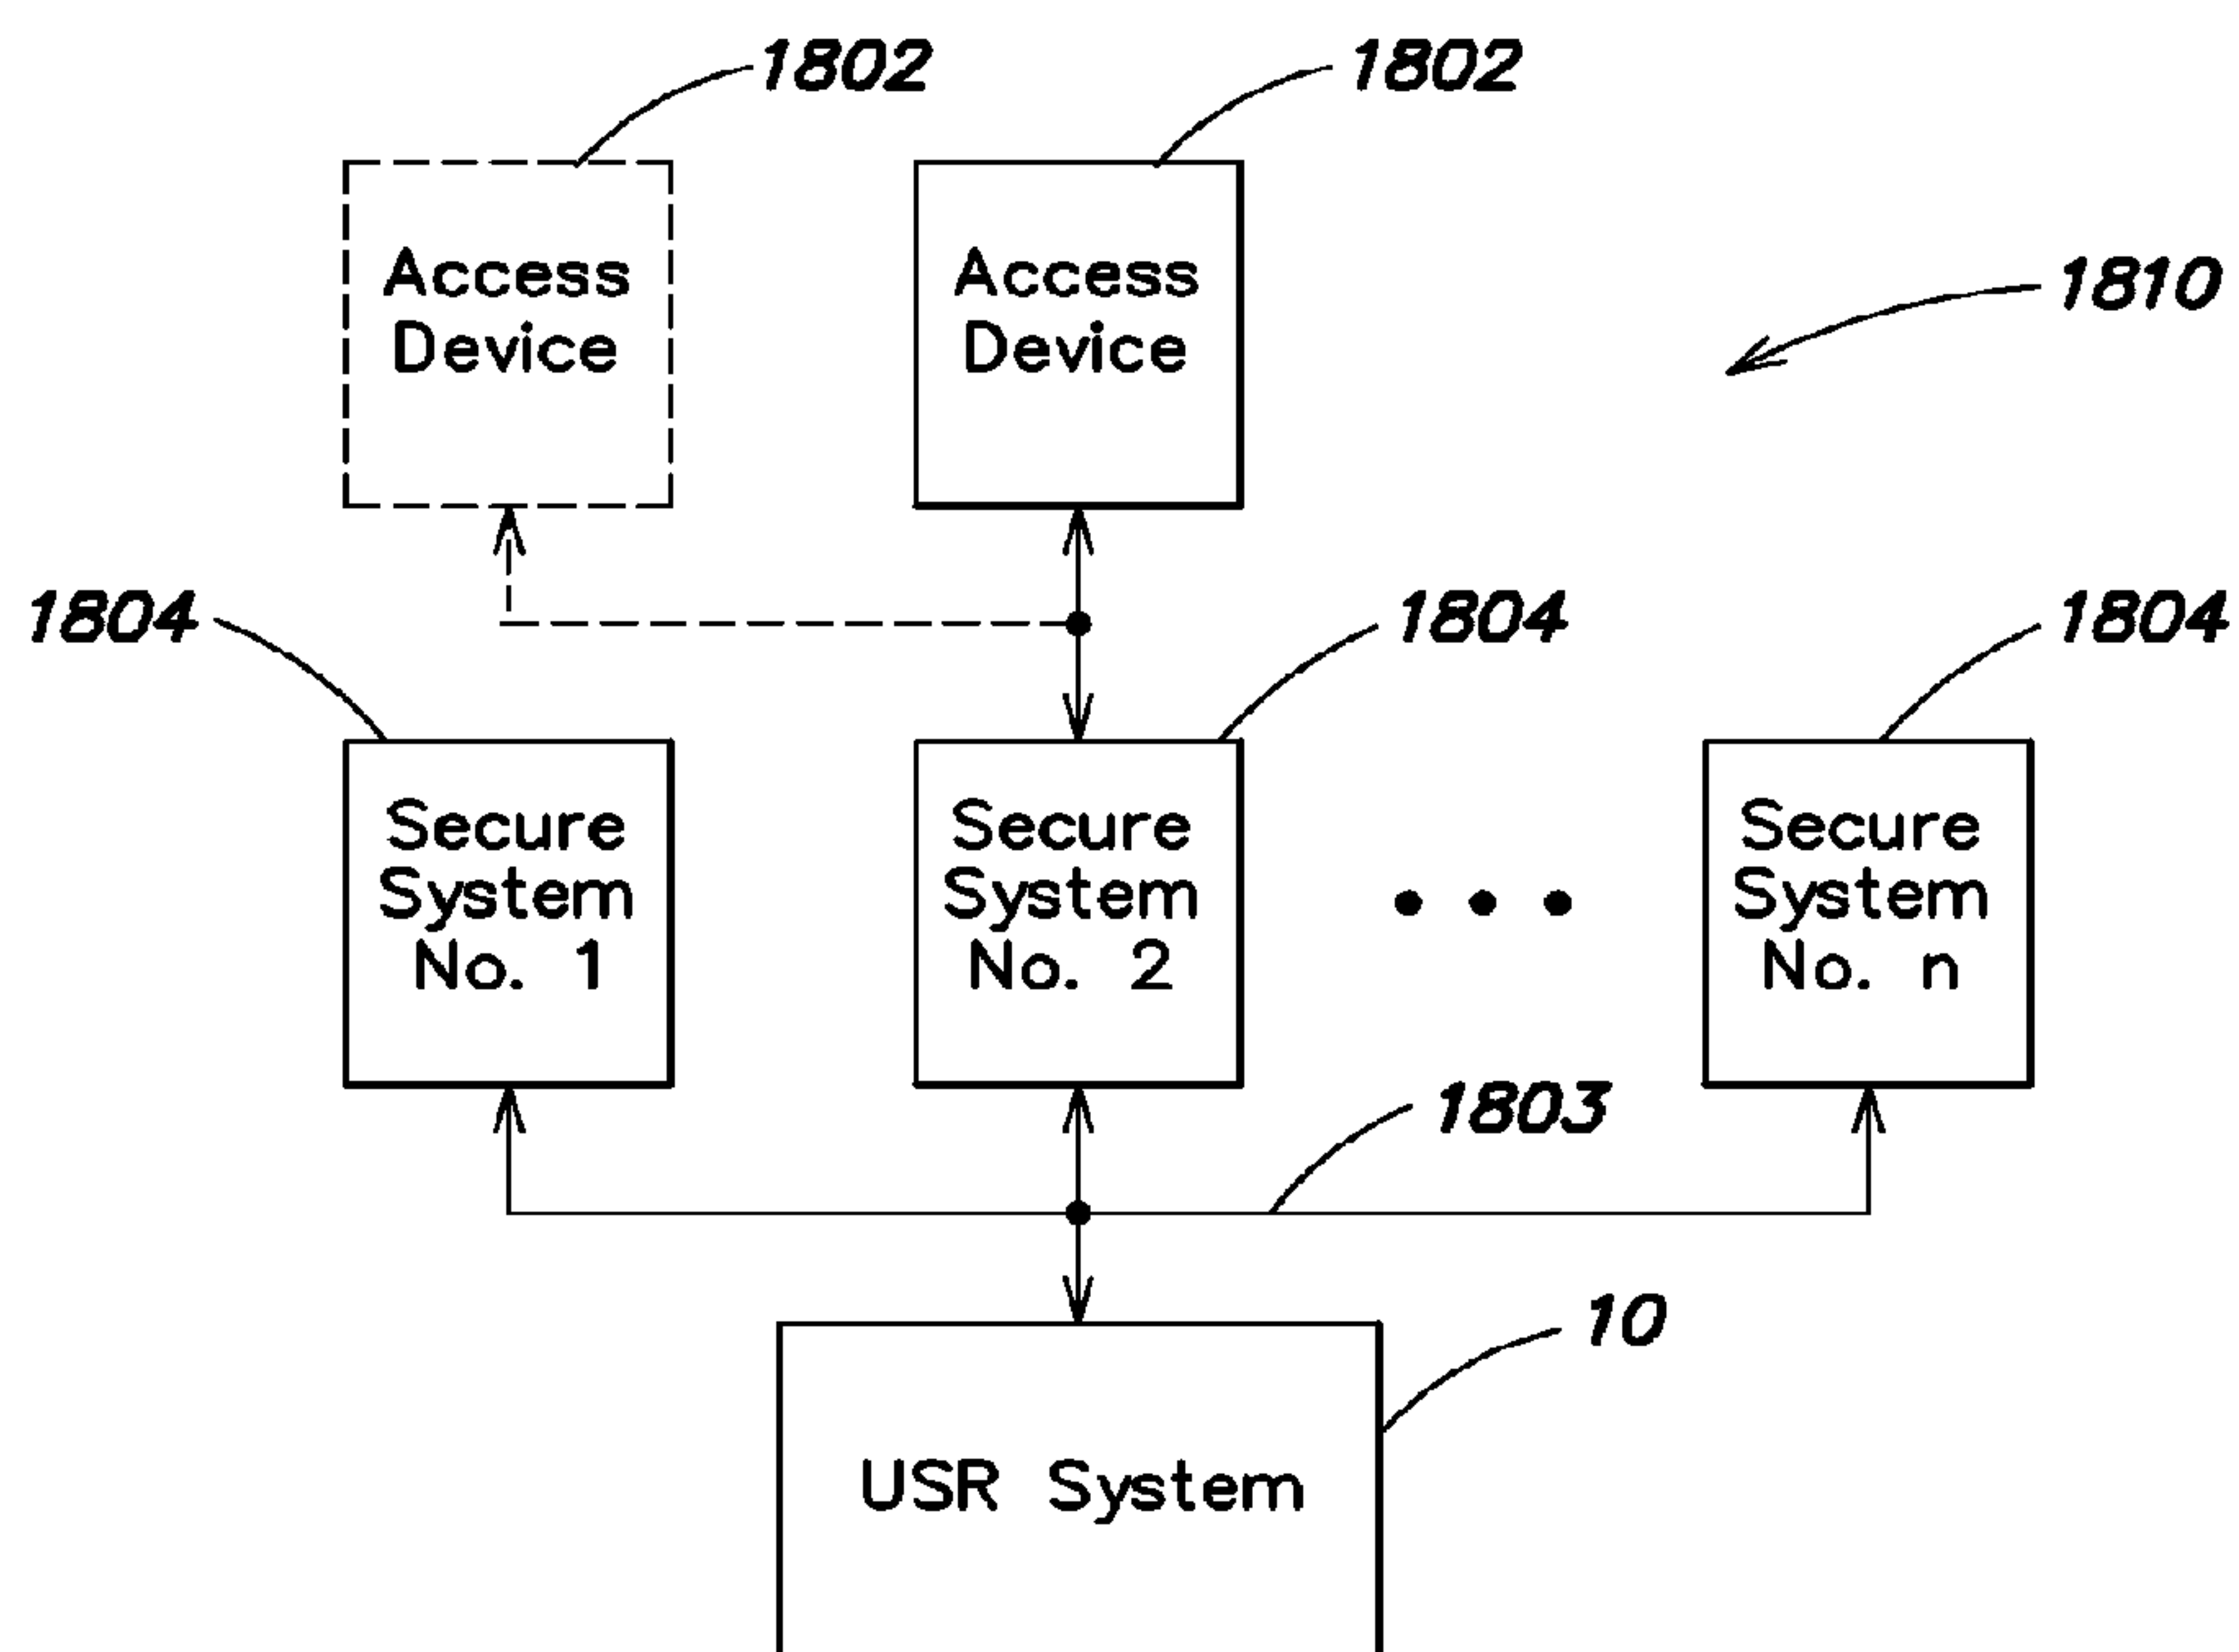 1802
1802
Access
Device
Access
Device
1810
1804
1804
1804
Secure
System
No. 1
Secure
System
No. 2
Secure
System
No. n
1803
10
USR System